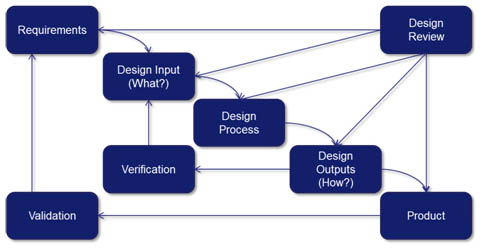 Requirements
Design
Review
Design Input
(What?)
Design
Process
Verification
Design
Outputs
(How?)
Validation
Product